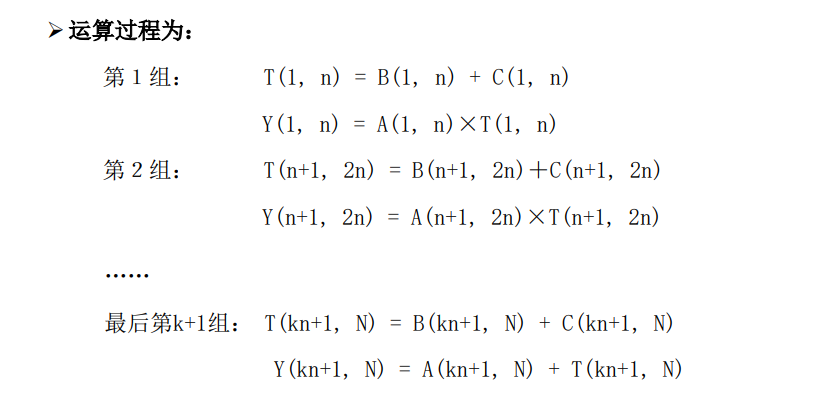 ➢ 运算过程为：
第 1 组： T(1, n) = B(1, n) + C(1, n)
Y(1, n) = A(1, n)×T(1, n)
第 2 组： T(n+1, 2n) = B(n+1, 2n)＋C(n+1, 2n)
Y(n+1, 2n) = A(n+1, 2n)×T(n+1, 2n)
……
最后第k+1组： T(kn+1, N) = B(kn+1, N) + C(kn+1, N)
Y(kn+1, N) = A(kn+1, N) + T(kn+1, N)